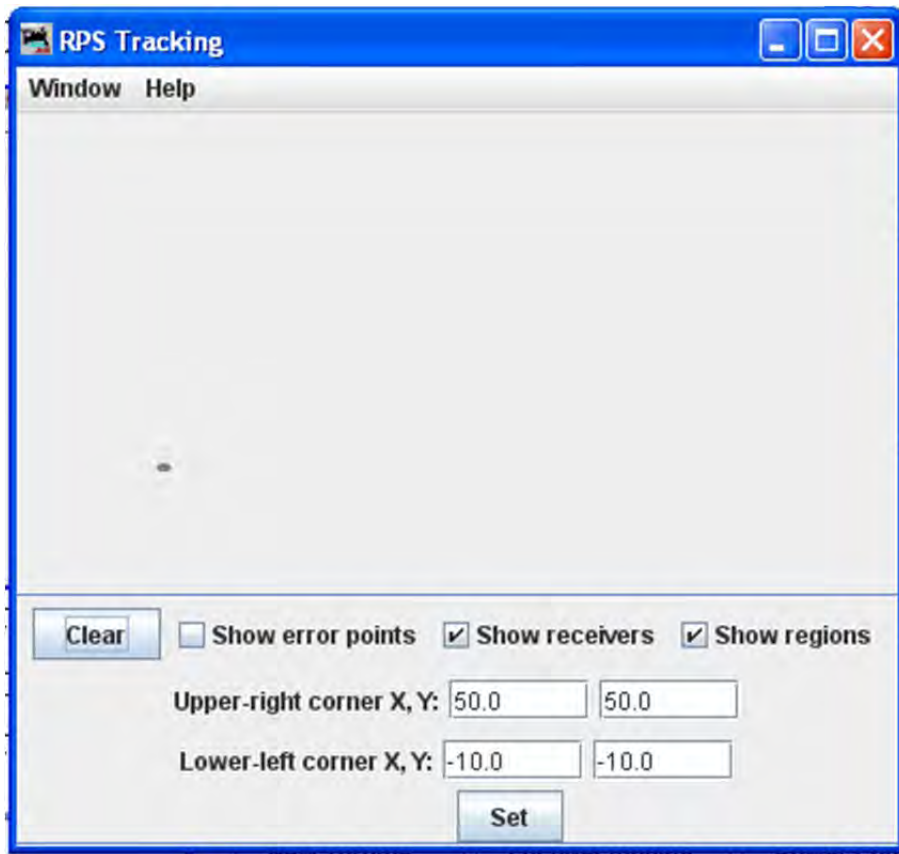 RPS Tracking
Window Help
Clear Show error points Show receivers Show regions
Upper-right corner X, Y: 50.0 50.0
Lower-left corner X, Y: -10.0 -10.0
Set